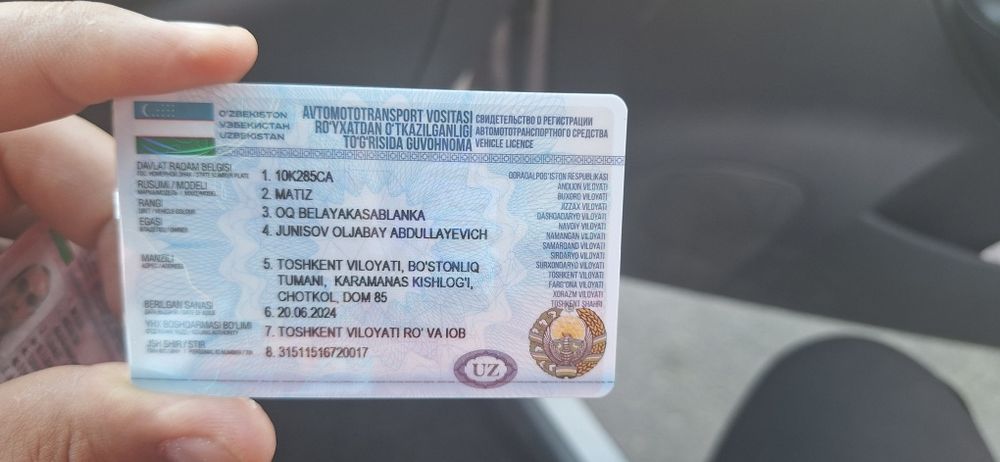 O'ZBEKISTON
УЗБЕКИСТАН
UZBEKISTAN
AVTOMOTOTRANSPORT VOSITASI
RO'YXATDAN O'TKAZILGANLIGI
TO'G'RISIDA GUVOHNOMA
СВИДЕТЕЛЬСТВО О РЕГИСТРАЦИИ
АВТОМОТОТРАНСПОРТНОГО СРЕДСТВА
VEHICLE LICENCE
DAVLAT RAQAM BELGISI
1. 10K285CA
RUSUMI / MODELI
2. MATIZ
RANGI
3. OQ BELAYAKASABLANKA
EGASI
4. JUNISOV OLJABAY ABDULLAYEVICH
MANZILI
5. TOSHKENT VILOYATI, BO'STONLIQ
TUMANI, KARAMANAS KISHLOG'I,
CHOTKOL, DOM 85
BERILGAN SANASI
6. 20.06.2024
YHX BOSHQARMASI BO'LIMI
7. TOSHKENT VILOYATI RO' VA IOB
JSH SHIR / STIR
8. 31511516720017
QORAQALPOG'ISTON RESPUBLIKASI
ANDIJON VILOYATI
BUXORO VILOYATI
JIZZAX VILOYATI
QASHQADARYO VILOYATI
NAVOIY VILOYATI
NAMANGAN VILOYATI
SAMARQAND VILOYATI
SIRDARYO VILOYATI
SURXONDARYO VILOYATI
TOSHKENT VILOYATI
FARG'ONA VILOYATI
XORAZM VILOYATI
TOSHKENT SHAHRI
UZ